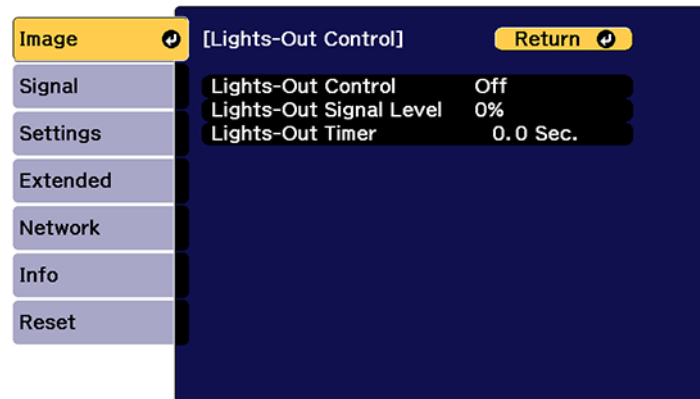 Image
[Lights-Out Control]
Return
Signal
Lights-Out Control Off
Lights-Out Signal Level 0%
Settings
Lights-Out Timer 0.0 Sec.
Extended
Network
Info
Reset